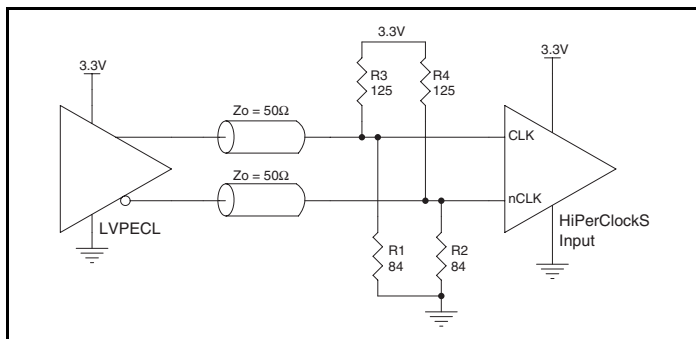 3.3V
3.3V
3.3V
R3
125
R4
125
Zo = 50Ω
CLK
Zo = 50Ω
nCLK
LVPECL
HiPerClockS
Input
R1
84
R2
84